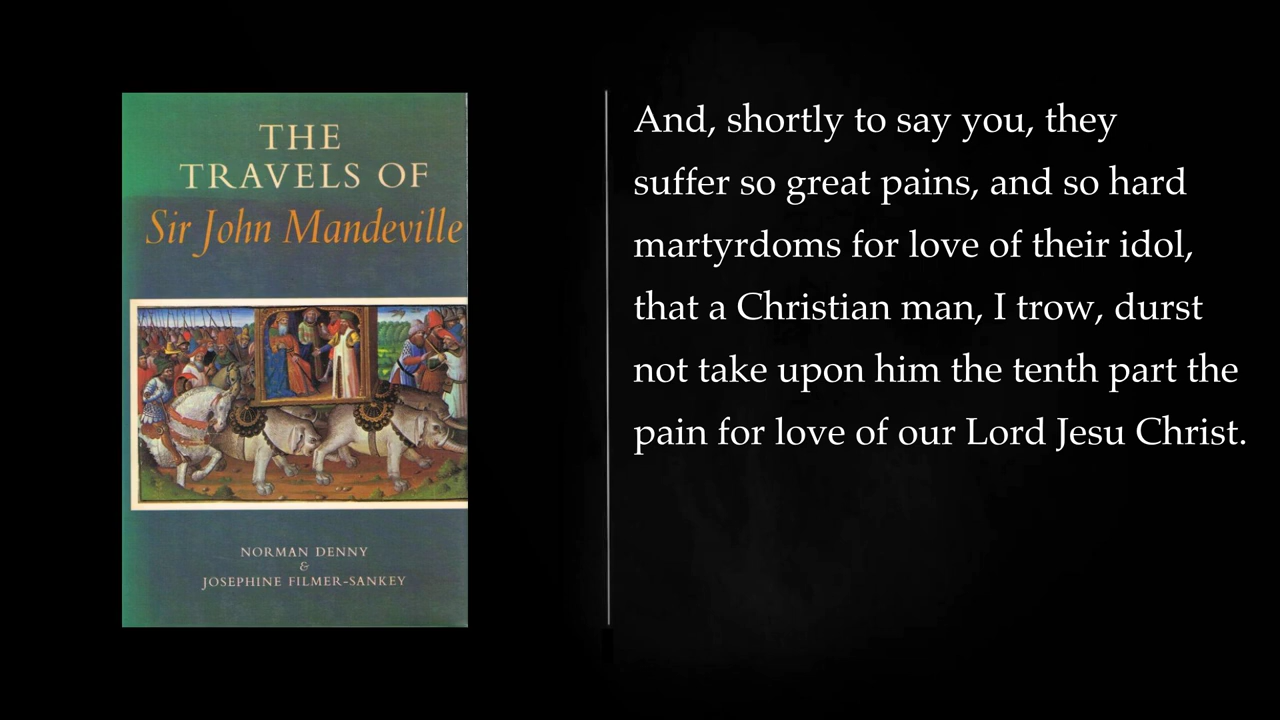 THE
TRAVELS OF
Sir John Mandeville
NORMAN DENNY
&
JOSEPHINE FILMER-SANKEY
And, shortly to say you, they
suffer so great pains, and so hard
martyrdoms for love of their idol,
that a Christian man, I trow, durst
not take upon him the tenth part the
pain for love of our Lord Jesu Christ.